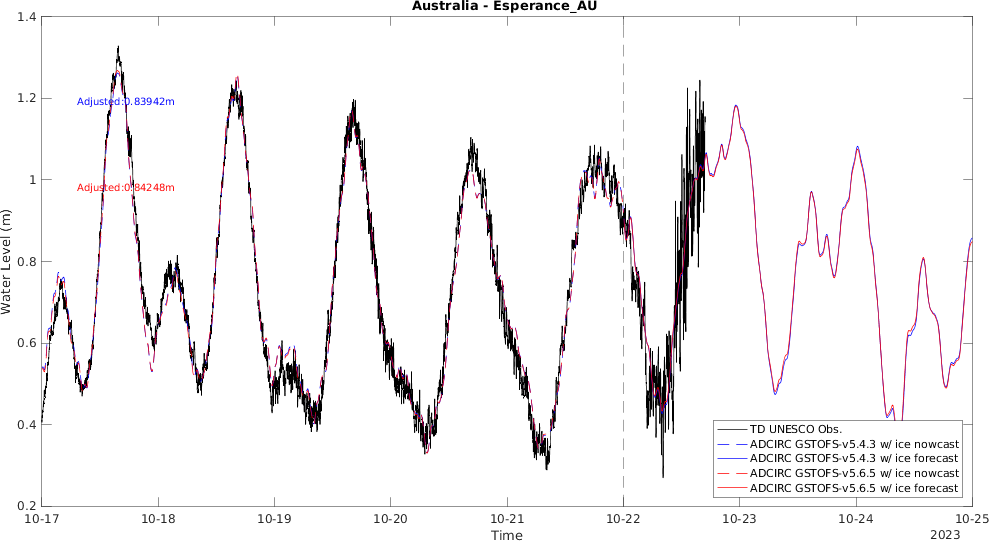 Australia - Esperance_AU
1.4
1.2
1
0.8
0.6
0.4
0.2
Water Level (m)
Adjusted:0.83942m
Adjusted:0.84248m
TD UNESCO Obs.
ADCIRC GSTOFS-v5.4.3 w/ ice nowcast
ADCIRC GSTOFS-v5.4.3 w/ ice forecast
ADCIRC GSTOFS-v5.6.5 w/ ice nowcast
ADCIRC GSTOFS-v5.6.5 w/ ice forecast
10-17 10-18 10-19 10-20 10-21 10-22 10-23 10-24 10-25
Time
2023